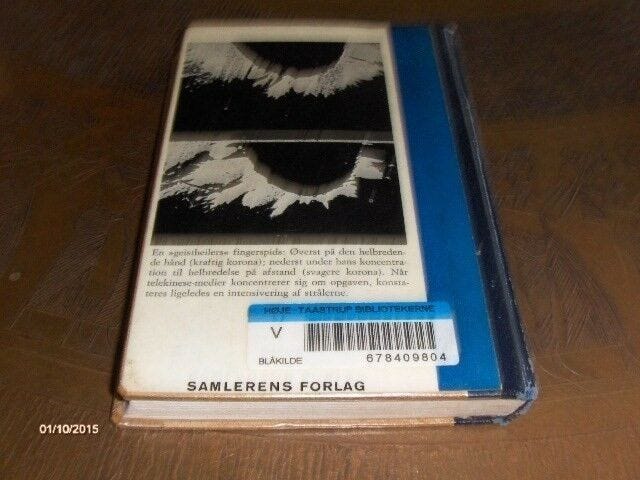 En »geistheilers« fingerspids: Øverst på den helbreden-
de hånd (kraftig korona); nederst under hans koncentra-
tion til helbredelse på afstand (svagere korona). Når
telekinese-medier koncentrerer sig om opgaven, konsta-
teres ligeledes en intensivering af strålerne.
HØJE-TAASTRUP BIBLIOTEKERNE
V
BLÅKILDE
678409804
SAMLERENS FORLAG
01/10/2015